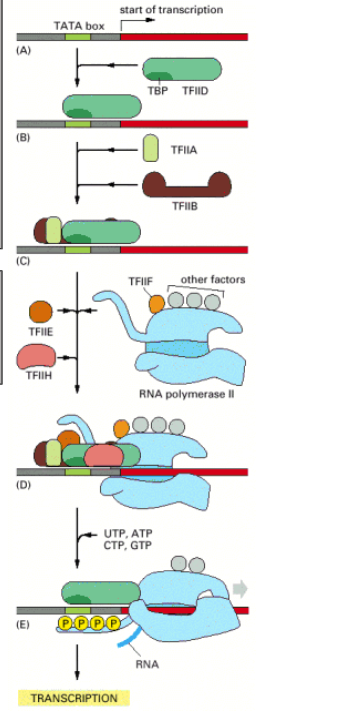 start of transcription
TATA box
(A)
TBP TFIID
(B)
TFIIA
TFIIB
(C)
TFIIF other factors
TFIIE
TFIIH
RNA polymerase II
(D)
UTP, ATP
CTP, GTP
(E)
P P P P
RNA
TRANSCRIPTION